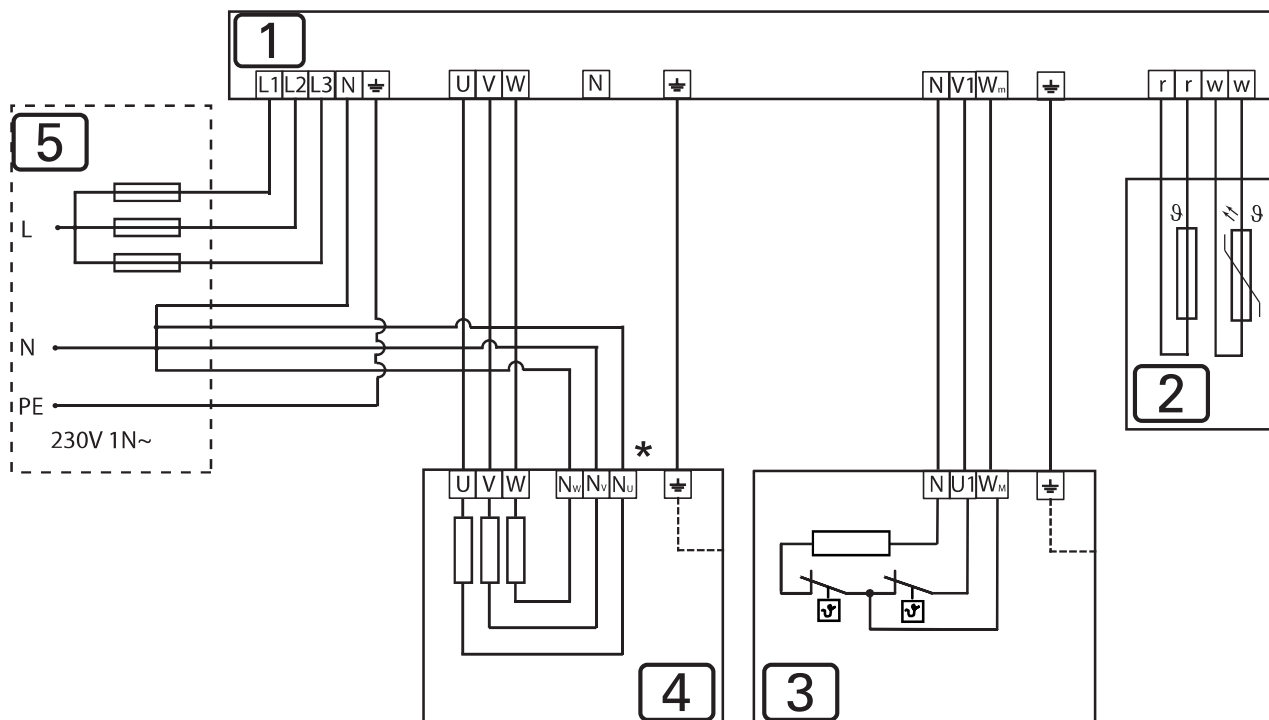 1
L1 L2 L3 N ⏚ U V W N ⏚ N V1 Wm ⏚ r r w w
5
L
N
PE
230V 1N~
ϑ ϑ
2
*
U V W NW NV NU ⏚ N U1 WM ⏚
ϑ ϑ
4 3